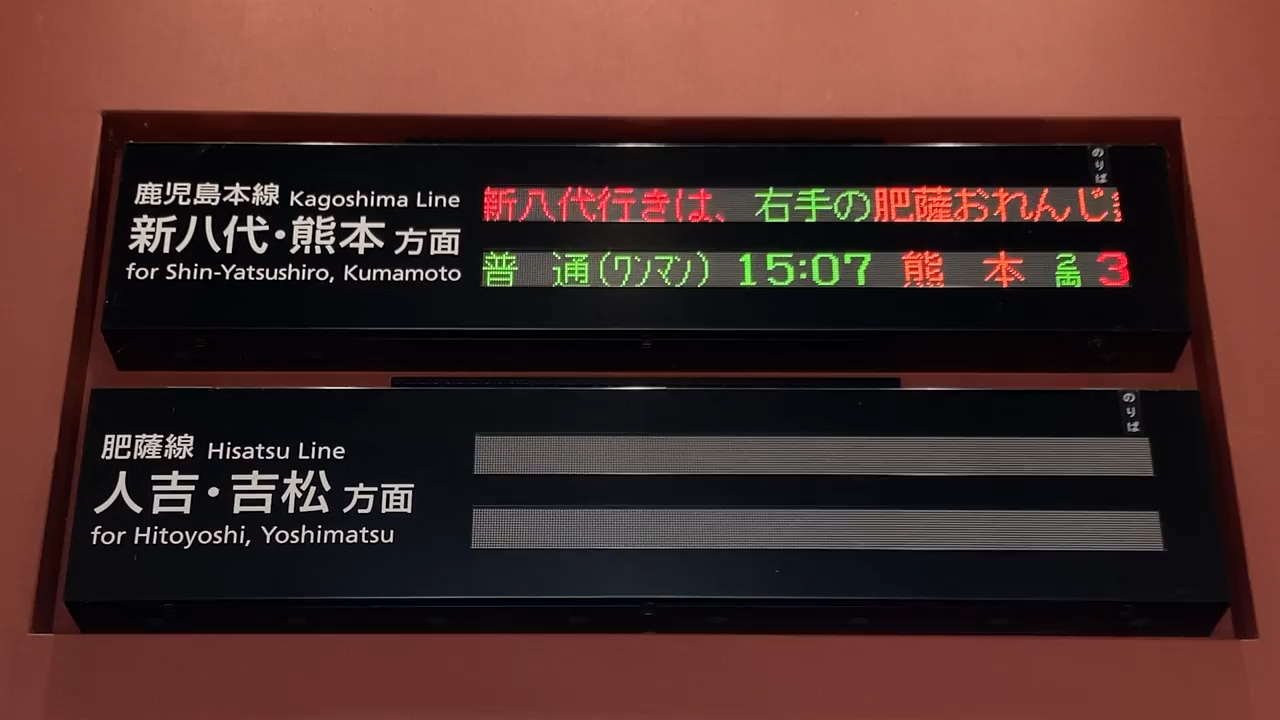 のりば
鹿児島本線 Kagoshima Line
新八代行きは、右手の肥薩おれんじ
新八代・熊本 方面
for Shin-Yatsushiro, Kumamoto
普 通(ワンマン) 15:07 熊 本 2両 3
のりば
肥薩線 Hisatsu Line
人吉・吉松 方面
for Hitoyoshi, Yoshimatsu